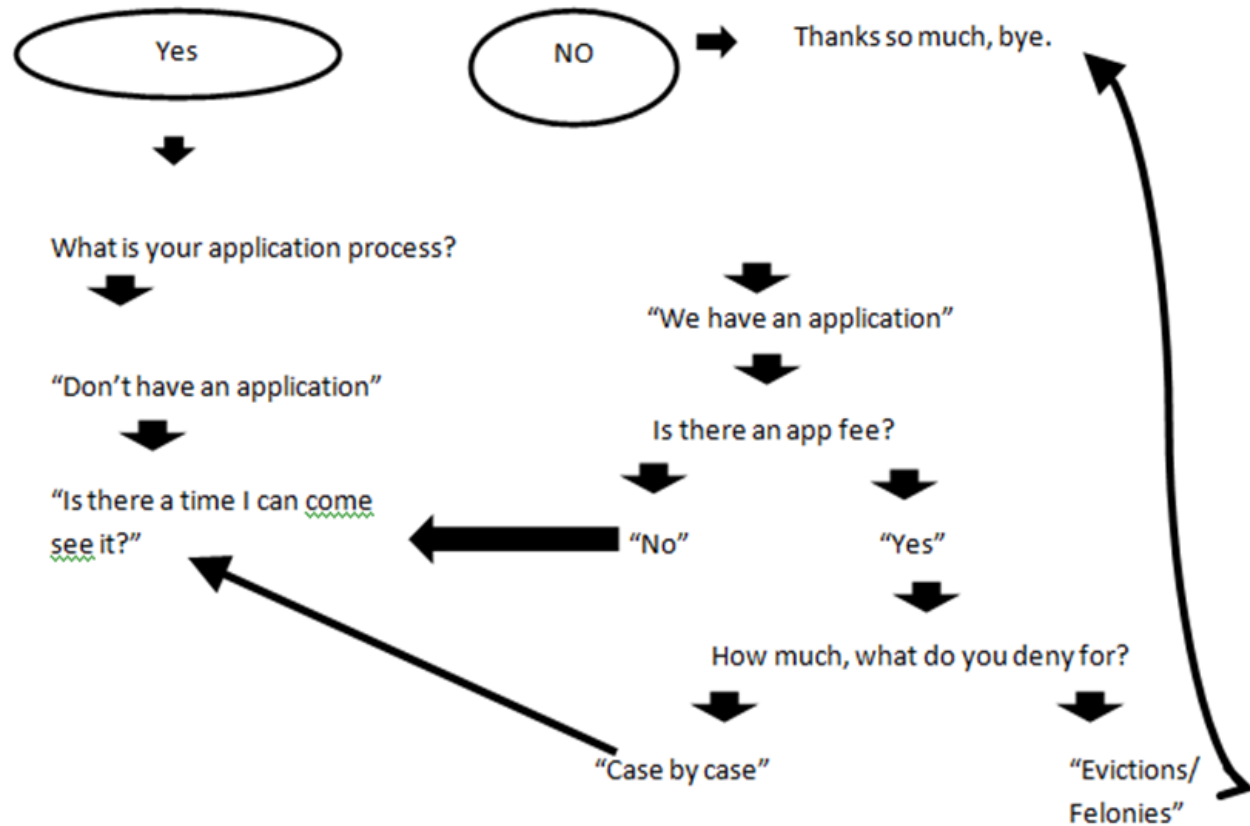 Yes
NO
Thanks so much, bye.
What is your application process?
“We have an application”
“Don’t have an application”
Is there an app fee?
“Is there a time I can come
see it?”
“No”
“Yes”
How much, what do you deny for?
“Case by case”
“Evictions/
Felonies”